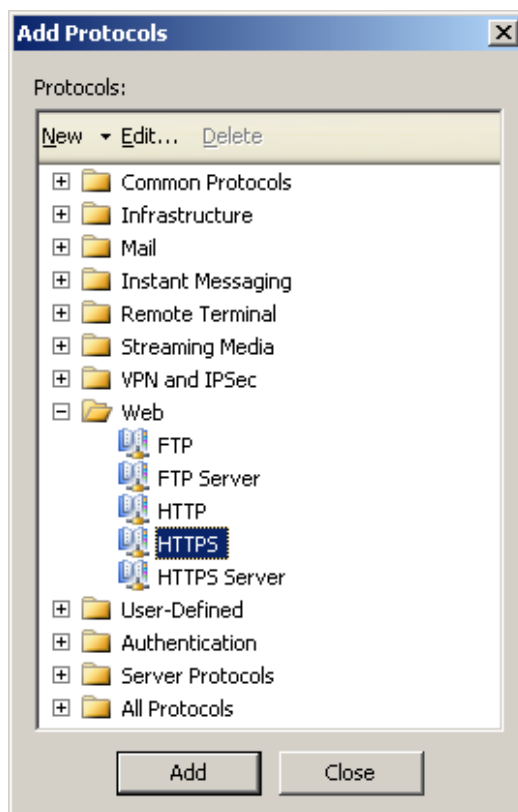 Add Protocols
Protocols:
New Edit... Delete
Common Protocols
Infrastructure
Mail
Instant Messaging
Remote Terminal
Streaming Media
VPN and IPSec
Web
FTP
FTP Server
HTTP
HTTPS
HTTPS Server
User-Defined
Authentication
Server Protocols
All Protocols
Add Close